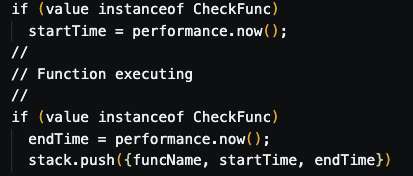 if (value instanceof CheckFunc)
  startTime = performance.now();
//
// Function executing
//
if (value instanceof CheckFunc)
  endTime = performance.now();
  stack.push({funcName, startTime, endTime})